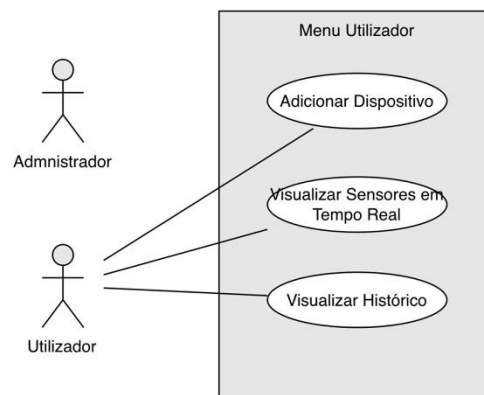 Menu Utilizador
Adicionar Dispositivo
Admnistrador
Visualizar Sensores em
Tempo Real
Visualizar Histórico
Utilizador